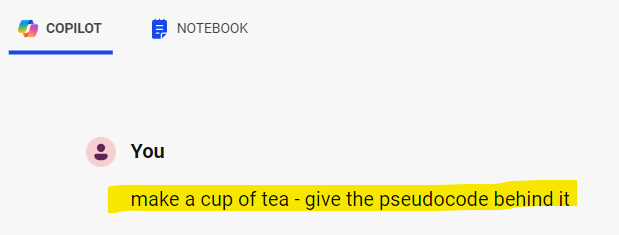 COPILOT NOTEBOOK
You
make a cup of tea - give the pseudocode behind it